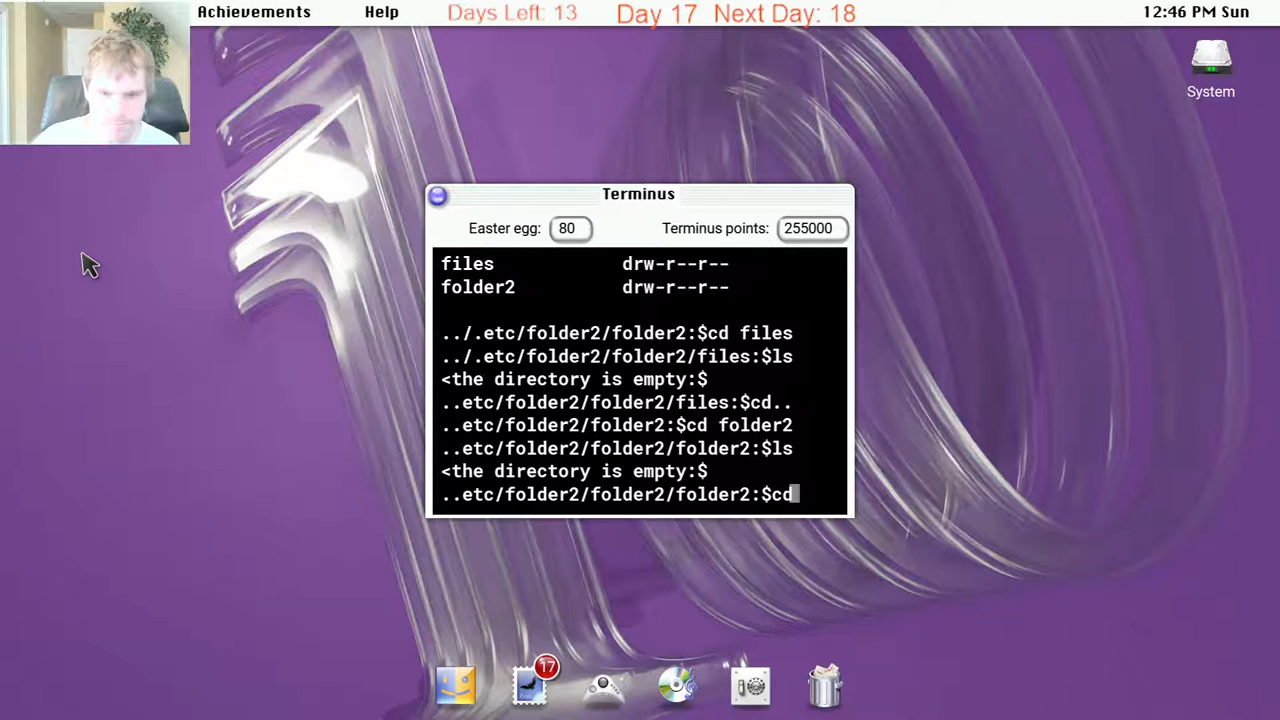 Achievements Help Days Left: 13 Day 17 Next Day: 18 12:46 PM Sun
System
Terminus
Easter egg: 80 Terminus points: 255000
files drw-r--r--
folder2 drw-r--r--
../.etc/folder2/folder2:$cd files
../.etc/folder2/folder2/files:$ls
<the directory is empty:$
..etc/folder2/folder2/files:$cd..
..etc/folder2/folder2:$cd folder2
..etc/folder2/folder2/folder2:$ls
<the directory is empty:$
..etc/folder2/folder2/folder2:$cd
17